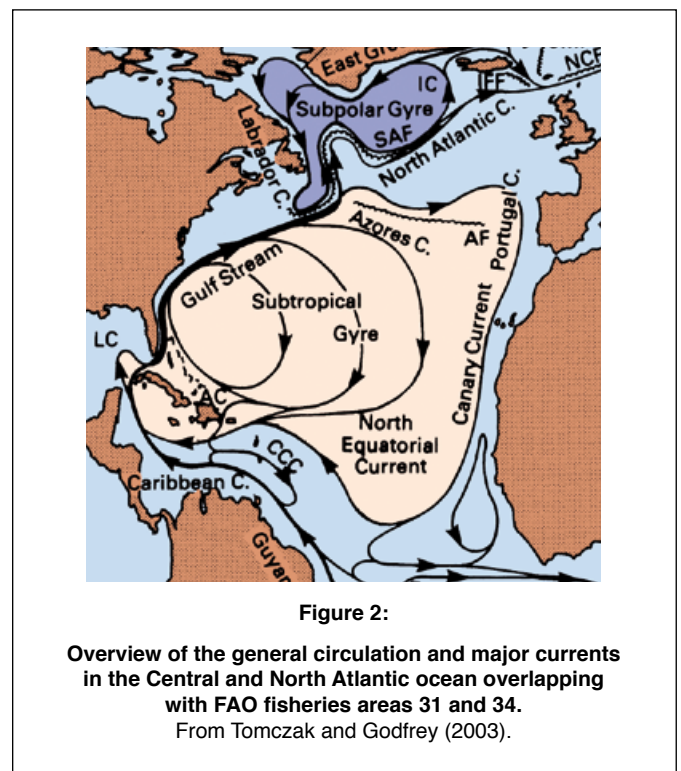 East Gr
NCF
IC
IFF
Subpolar Gyre
SAF
Labrador C.
North Atlantic C.
Portugal C.
Azores C.
AF
Gulf Stream
Subtropical
Gyre
LC
Canary Current
AC
North
Equatorial
Current
CCC
Caribbean C.
Guyan
Figure 2:
Overview of the general circulation and major currents
in the Central and North Atlantic ocean overlapping
with FAO fisheries areas 31 and 34.
From Tomczak and Godfrey (2003).